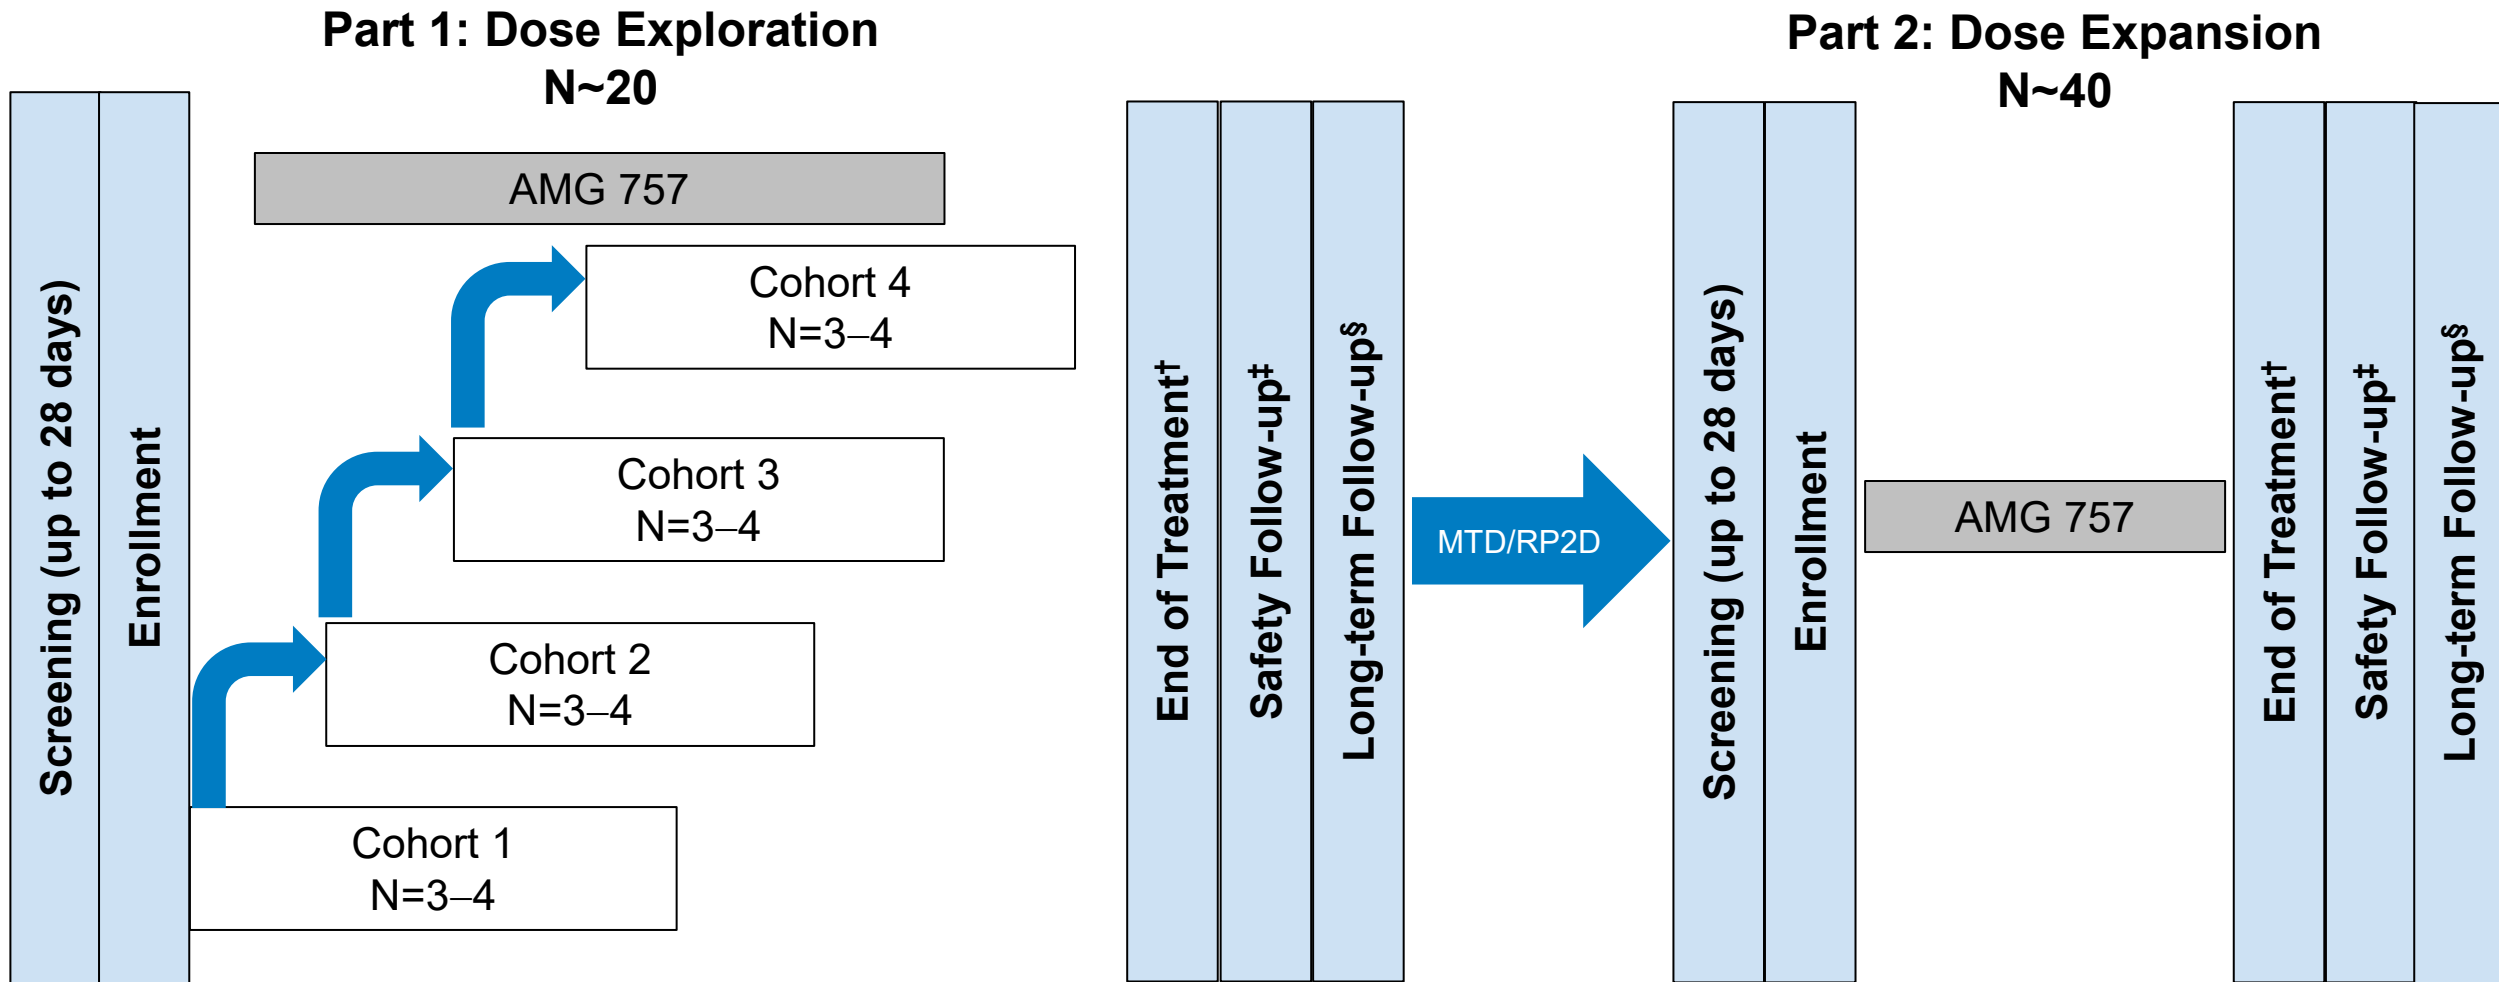 Part 1: Dose Exploration
N~20
Screening (up to 28 days)
Enrollment
AMG 757
Cohort 4
N=3–4
Cohort 3
N=3–4
Cohort 2
N=3–4
Cohort 1
N=3–4
End of Treatment†
Safety Follow-up‡
Long-term Follow-up§
MTD/RP2D
Part 2: Dose Expansion
N~40
Screening (up to 28 days)
Enrollment
AMG 757
End of Treatment†
Safety Follow-up‡
Long-term Follow-up§